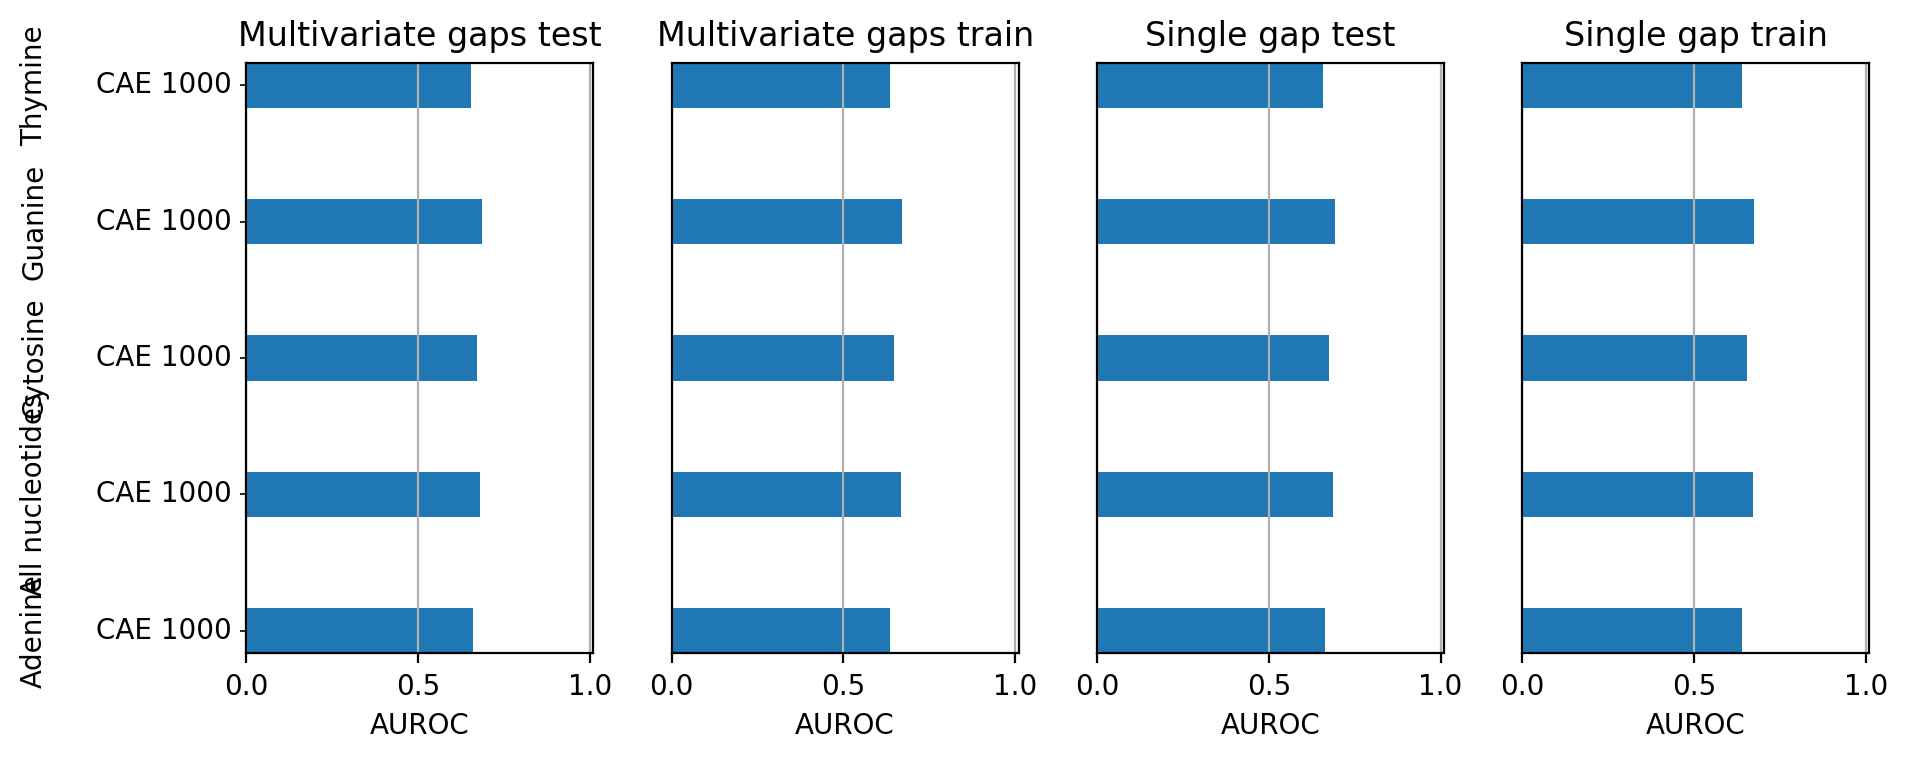 Multivariate gaps test
Multivariate gaps train
Single gap test
Single gap train
Thymine
CAE 1000
Guanine
CAE 1000
Cytosine
CAE 1000
All nucleotides
CAE 1000
Adenine
CAE 1000
0.0 0.5 1.0
0.0 0.5 1.0
0.0 0.5 1.0
0.0 0.5 1.0
AUROC
AUROC
AUROC
AUROC